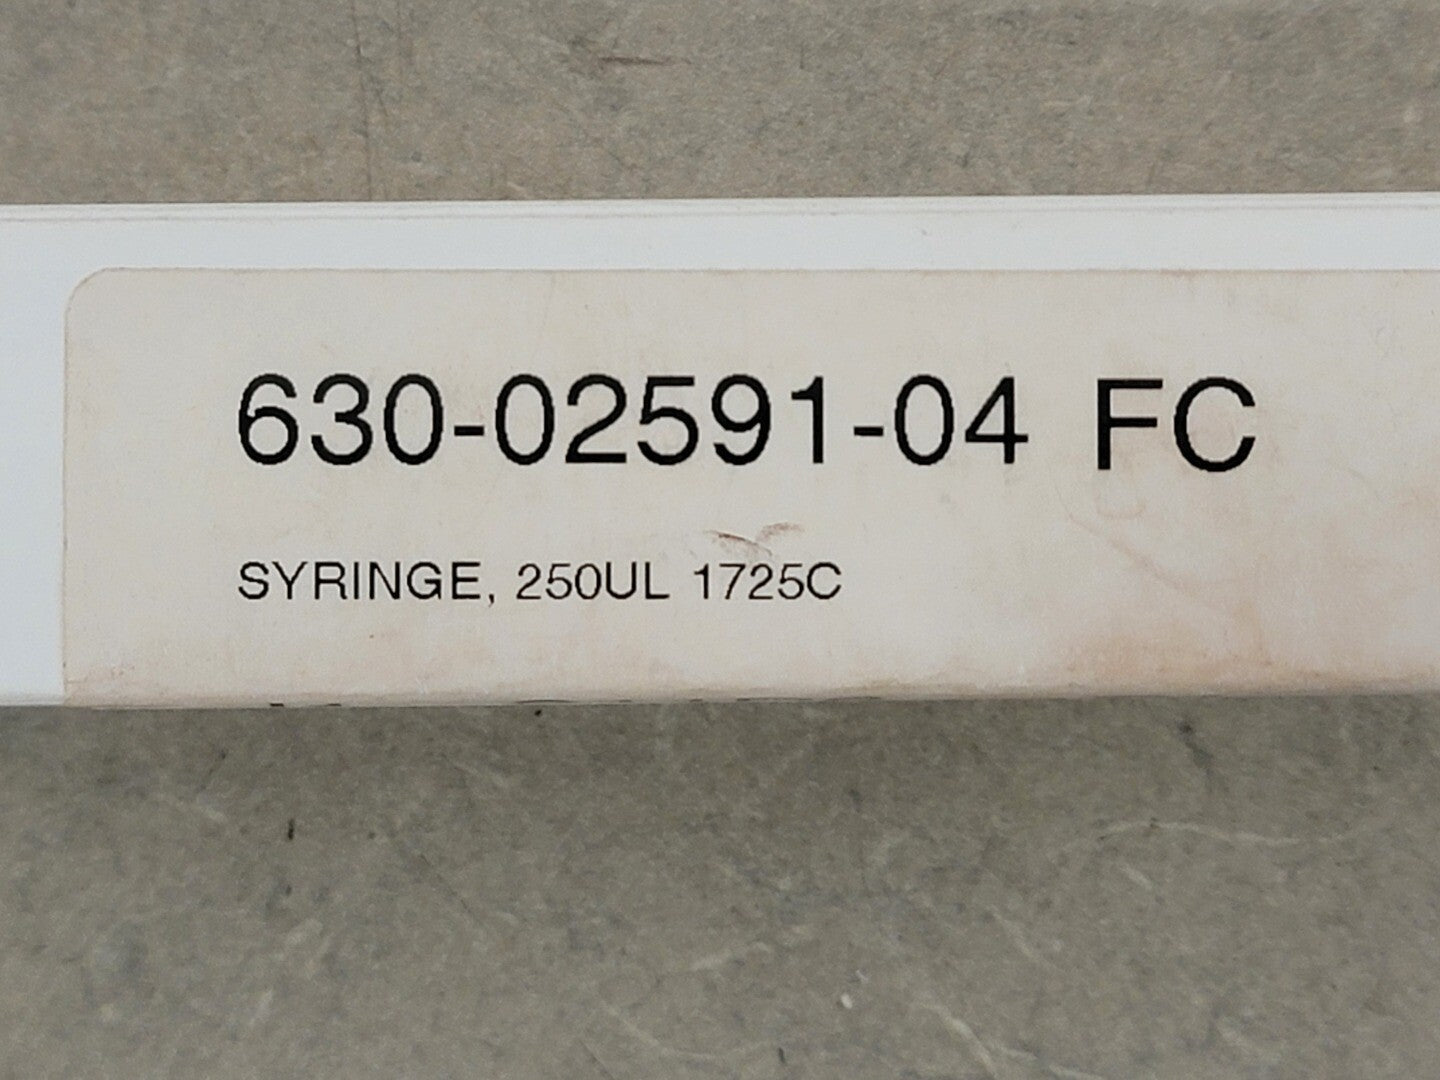 630-02591-04 FC
SYRINGE, 250UL 1725C